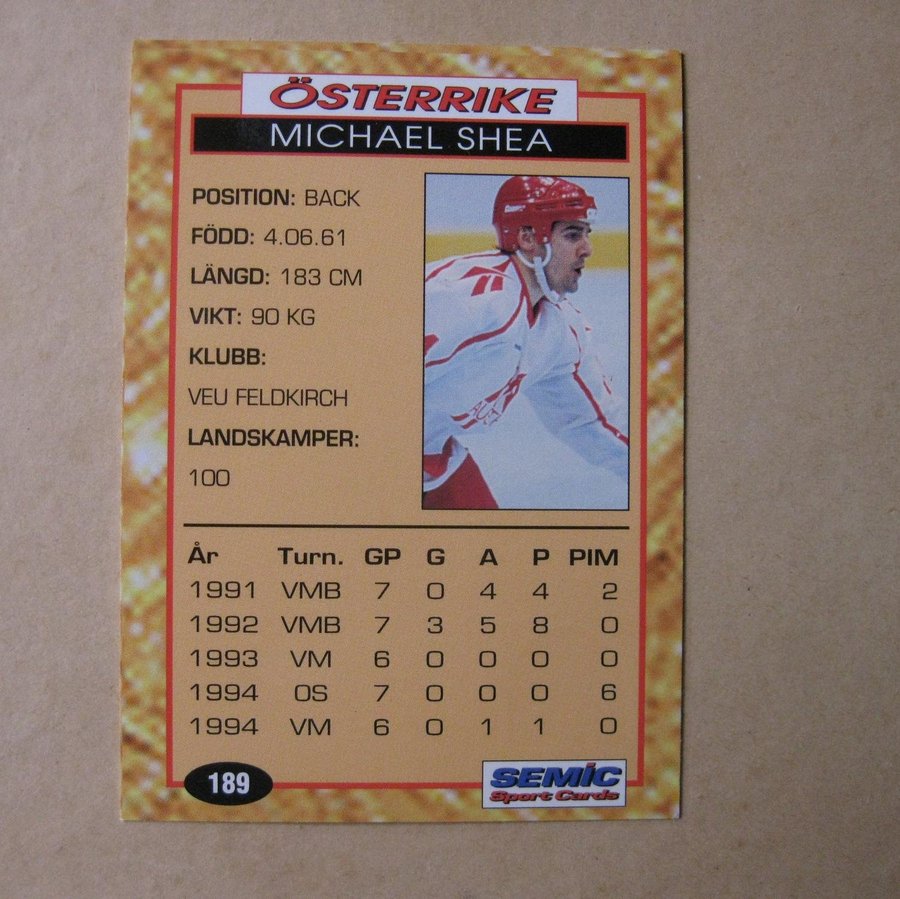 ÖSTERRIKE
MICHAEL SHEA
POSITION: BACK
FÖDD: 4.06.61
LÄNGD: 183 CM
VIKT: 90 KG
KLUBB:
VEU FELDKIRCH
LANDSKAMPER:
100
År Turn. GP G A P PIM
1991 VMB 7 0 4 4 2
1992 VMB 7 3 5 8 0
1993 VM 6 0 0 0 0
1994 OS 7 0 0 0 6
1994 VM 6 0 1 1 0
189
SEMIC
Sport Cards